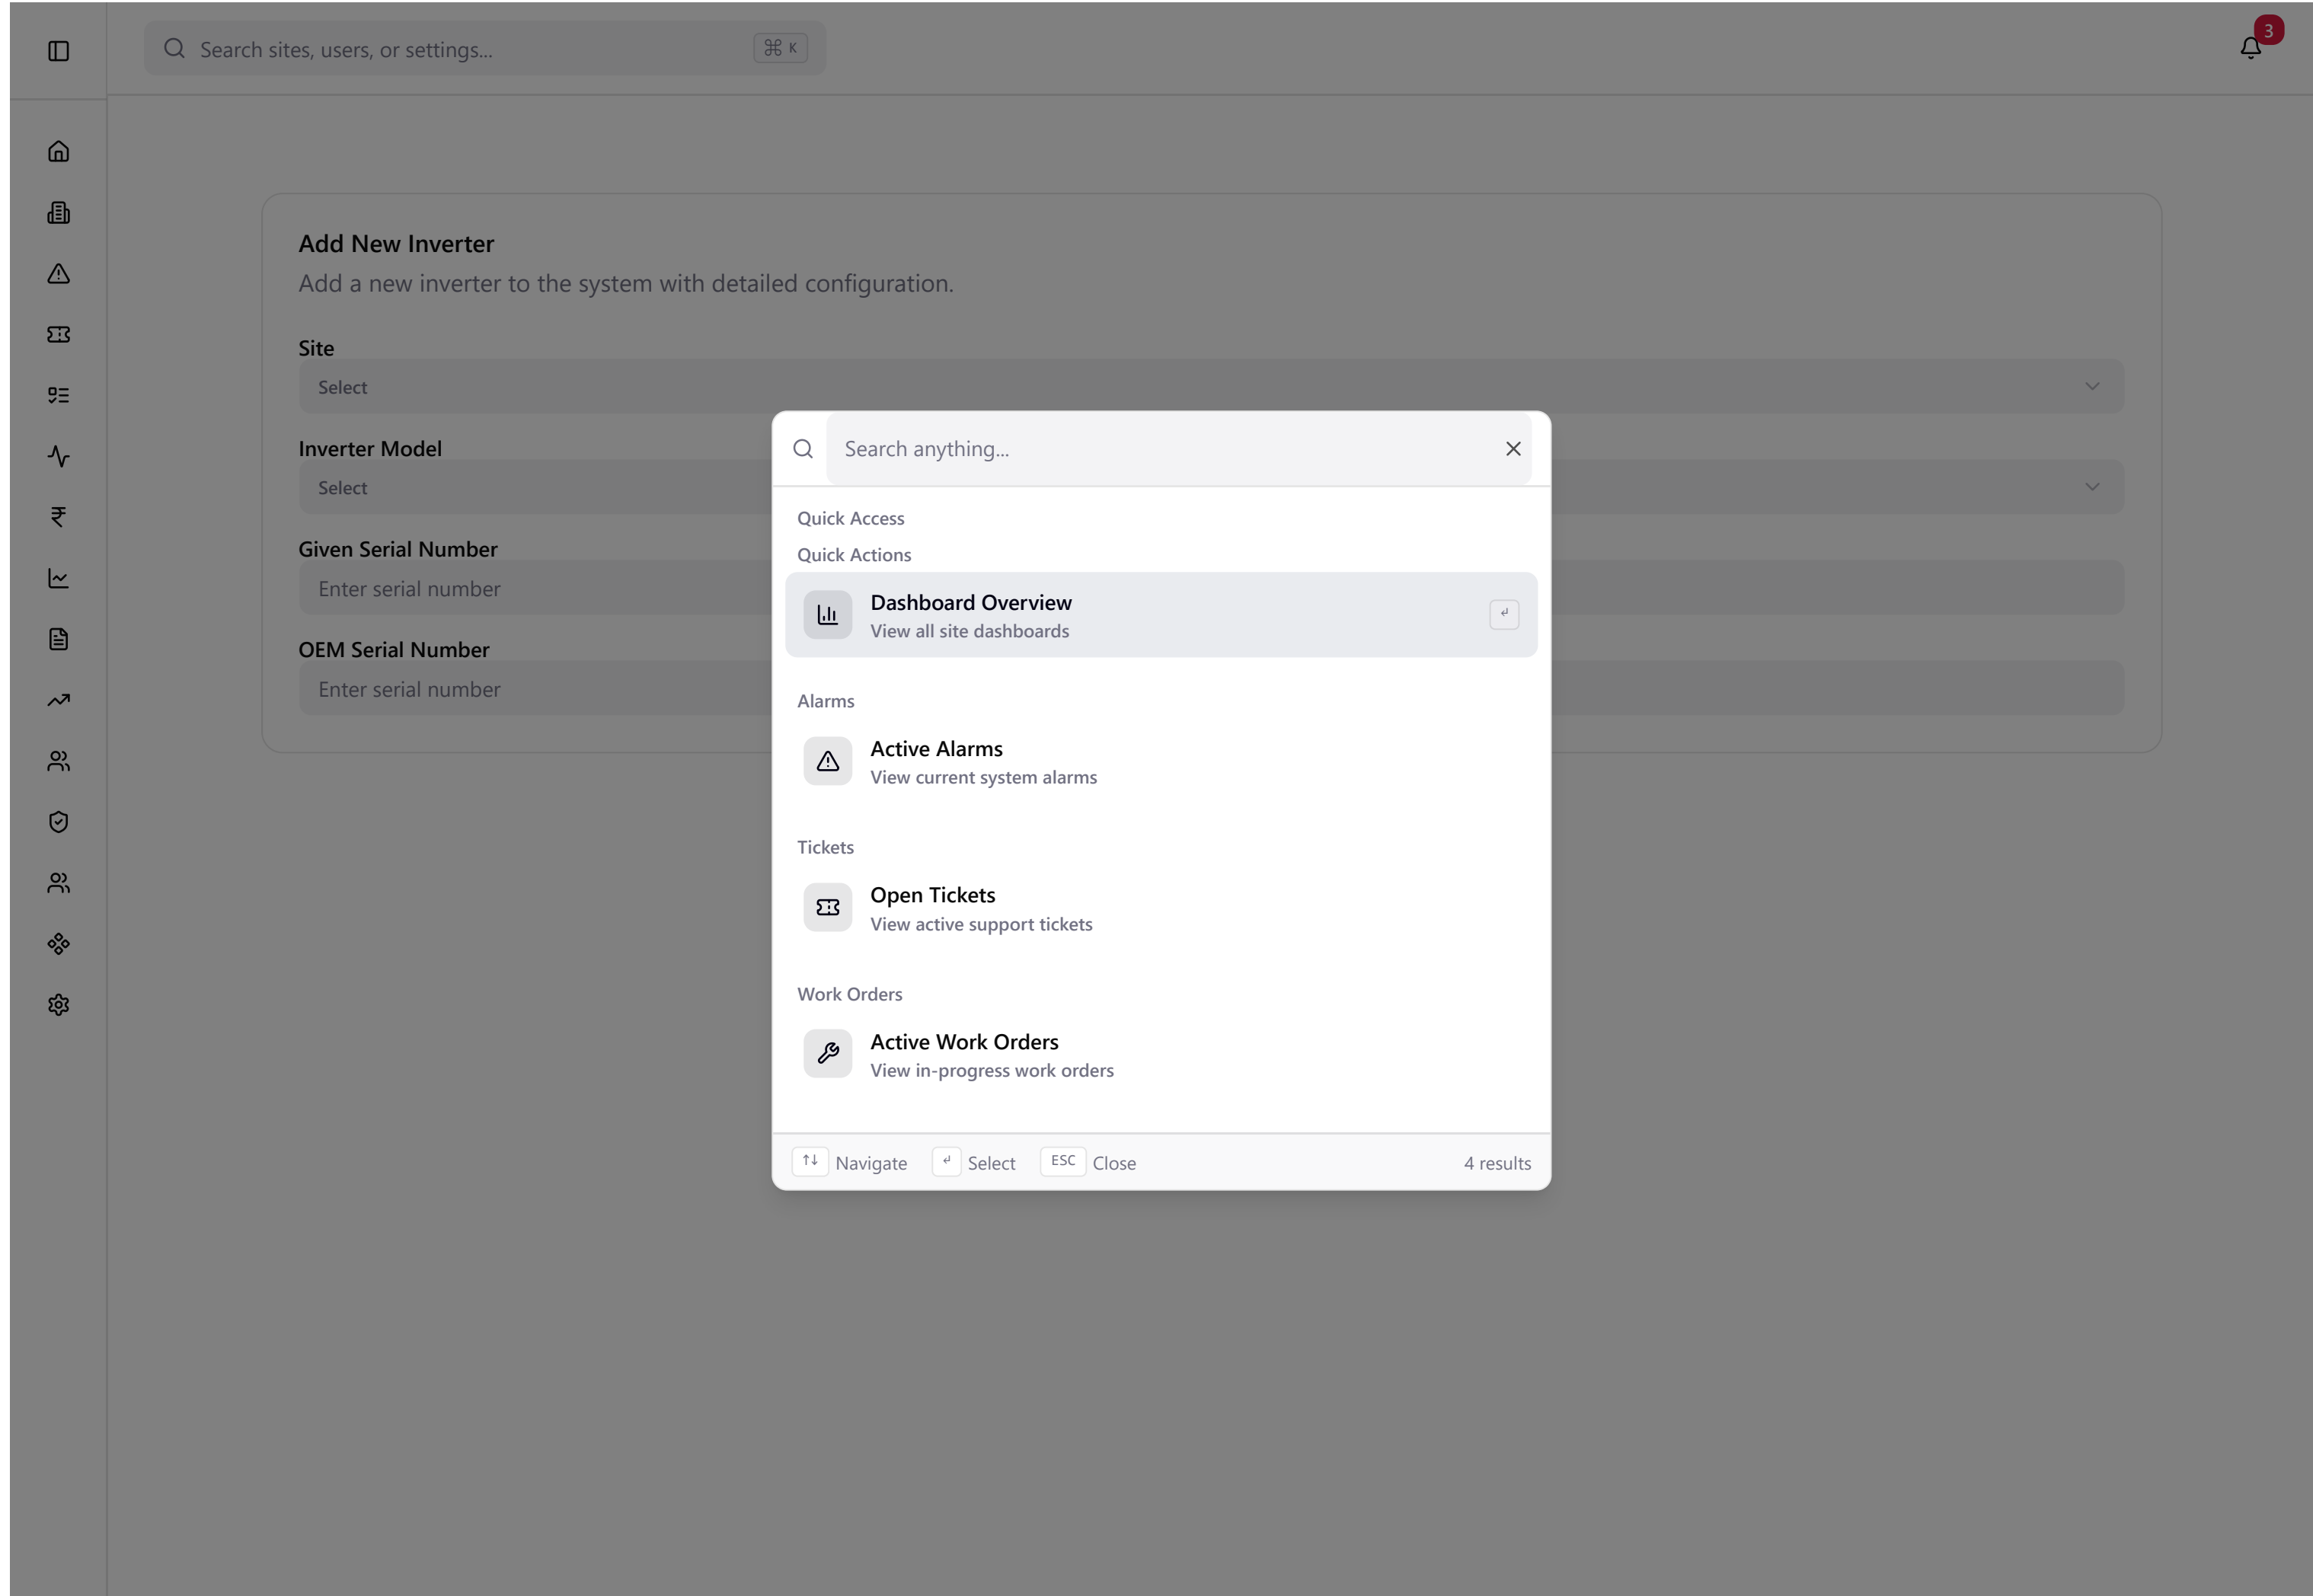 Search sites, users, or settings...
⌘ K
3
Add New Inverter
Add a new inverter to the system with detailed configuration.
Site
Select
Inverter Model
Select
Given Serial Number
Enter serial number
OEM Serial Number
Enter serial number
Search anything...
Quick Access
Quick Actions
Dashboard Overview
View all site dashboards
Alarms
Active Alarms
View current system alarms
Tickets
Open Tickets
View active support tickets
Work Orders
Active Work Orders
View in-progress work orders
↑↓ Navigate ↵ Select ESC Close 4 results